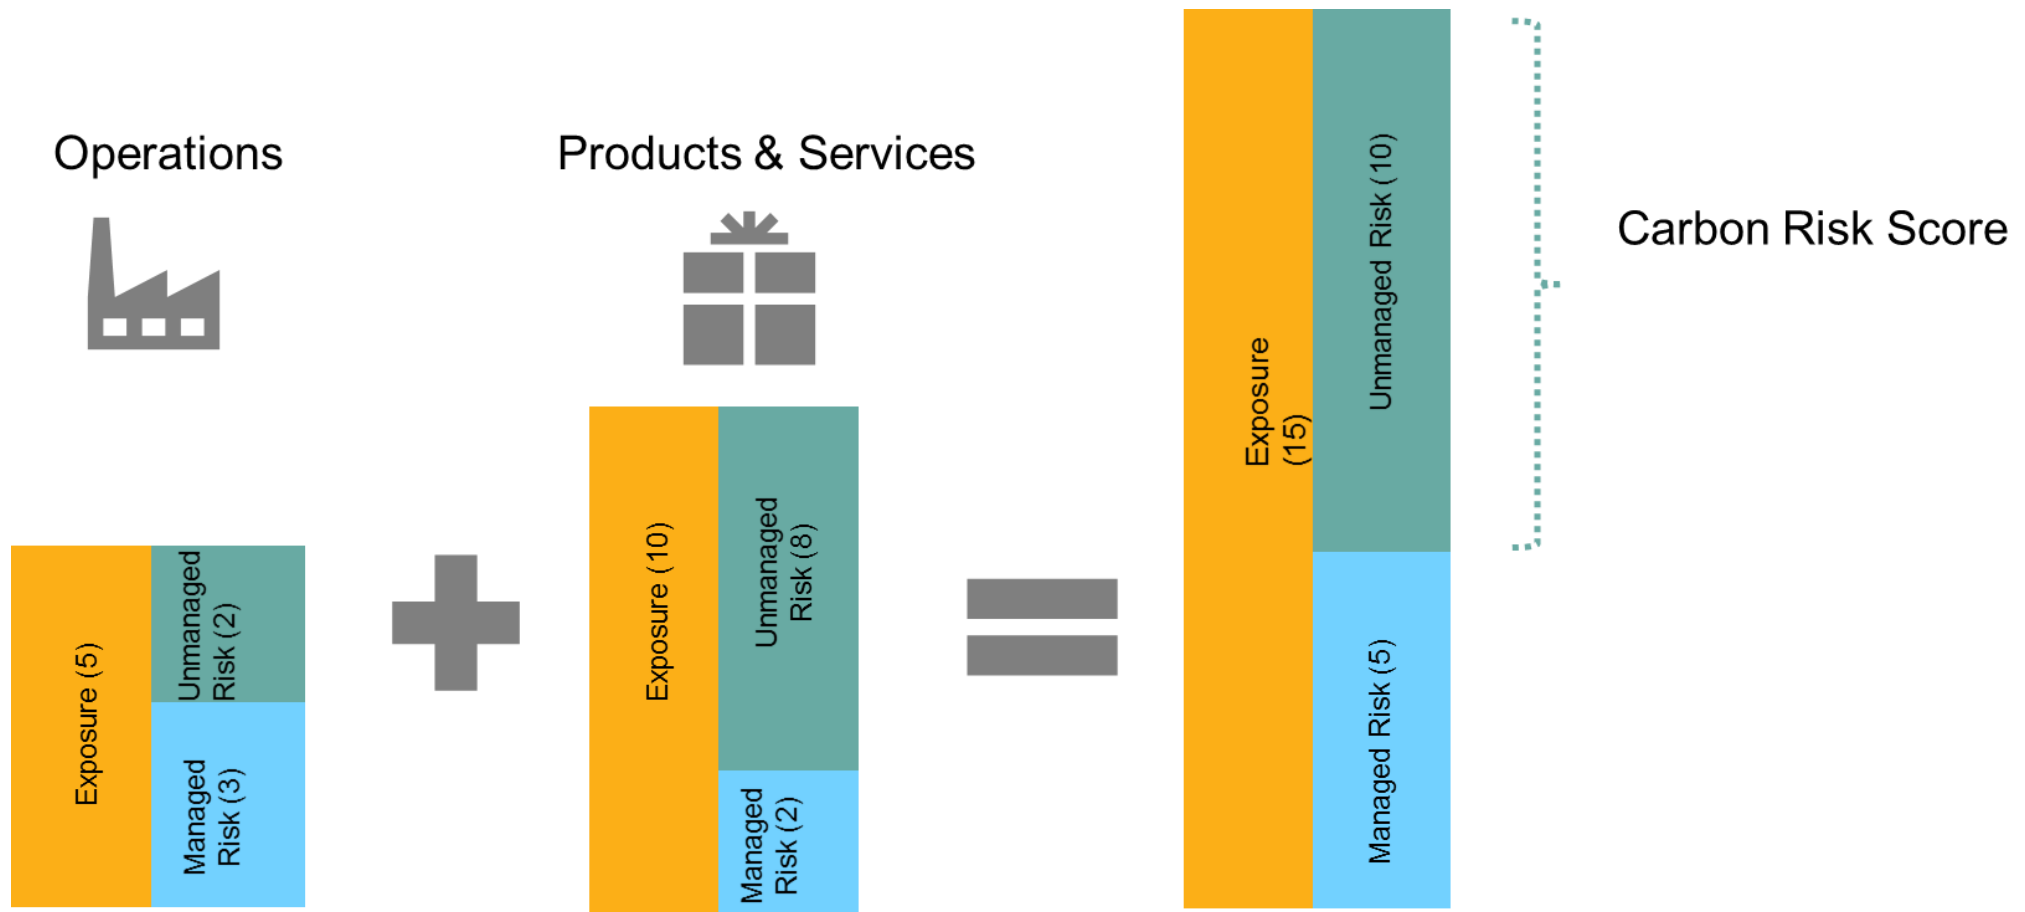 Operations
Products & Services
Carbon Risk Score
Exposure (5)
Unmanaged
Risk (2)
Managed
Risk (3)
Exposure (10)
Unmanaged
Risk (8)
Managed
Risk (2)
Exposure
(15)
Unmanaged Risk (10)
Managed Risk (5)